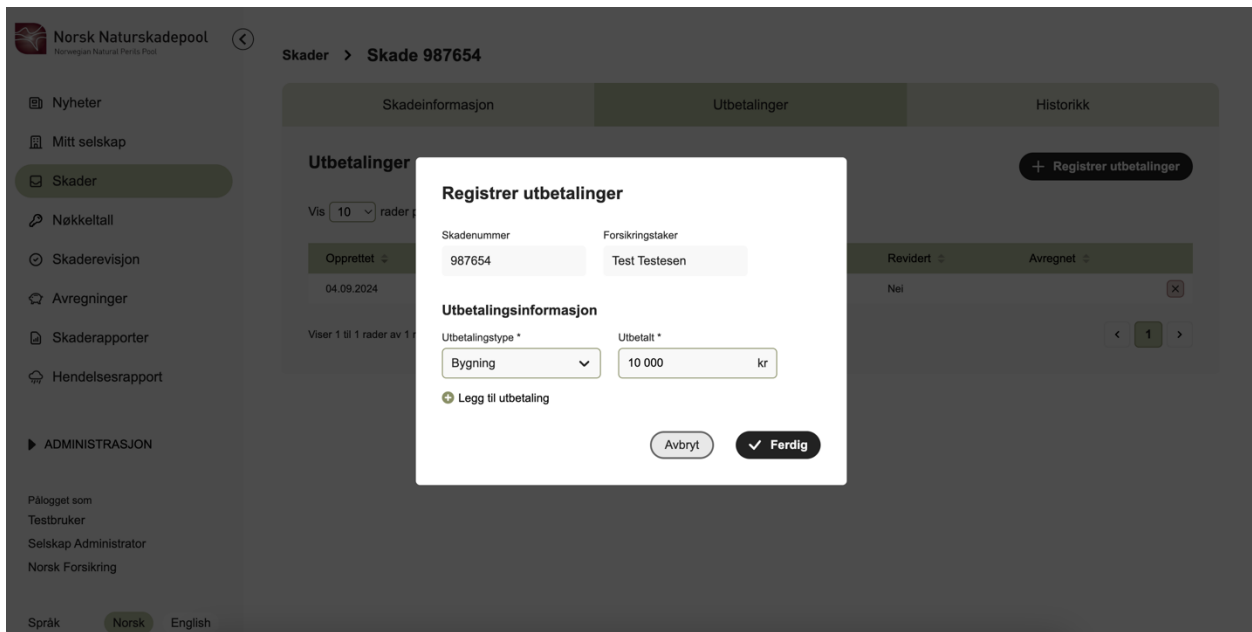 Norsk Naturskadepool
Norwegian Natural Perils Pool
Nyheter
Mitt selskap
Skader
Nøkkeltall
Skaderevisjon
Avregninger
Skaderapporter
Hendelsesrapport
ADMINISTRASJON
Pålogget som
Testbruker
Selskap Administrator
Norsk Forsikring
Språk Norsk English
Skader > Skade 987654
Skadeinformasjon Utbetalinger Historikk
Utbetalinger
+ Registrer utbetalinger
Vis 10 rader
Opprettet Revidert Avregnet
04.09.2024 Nei
Viser 1 til 1 rader av 1
< 1 >
Registrer utbetalinger
Skadenummer Forsikringstaker
987654 Test Testesen
Utbetalingsinformasjon
Utbetalingstype * Utbetalt *
Bygning 10 000 kr
Legg til utbetaling
Avbryt Ferdig